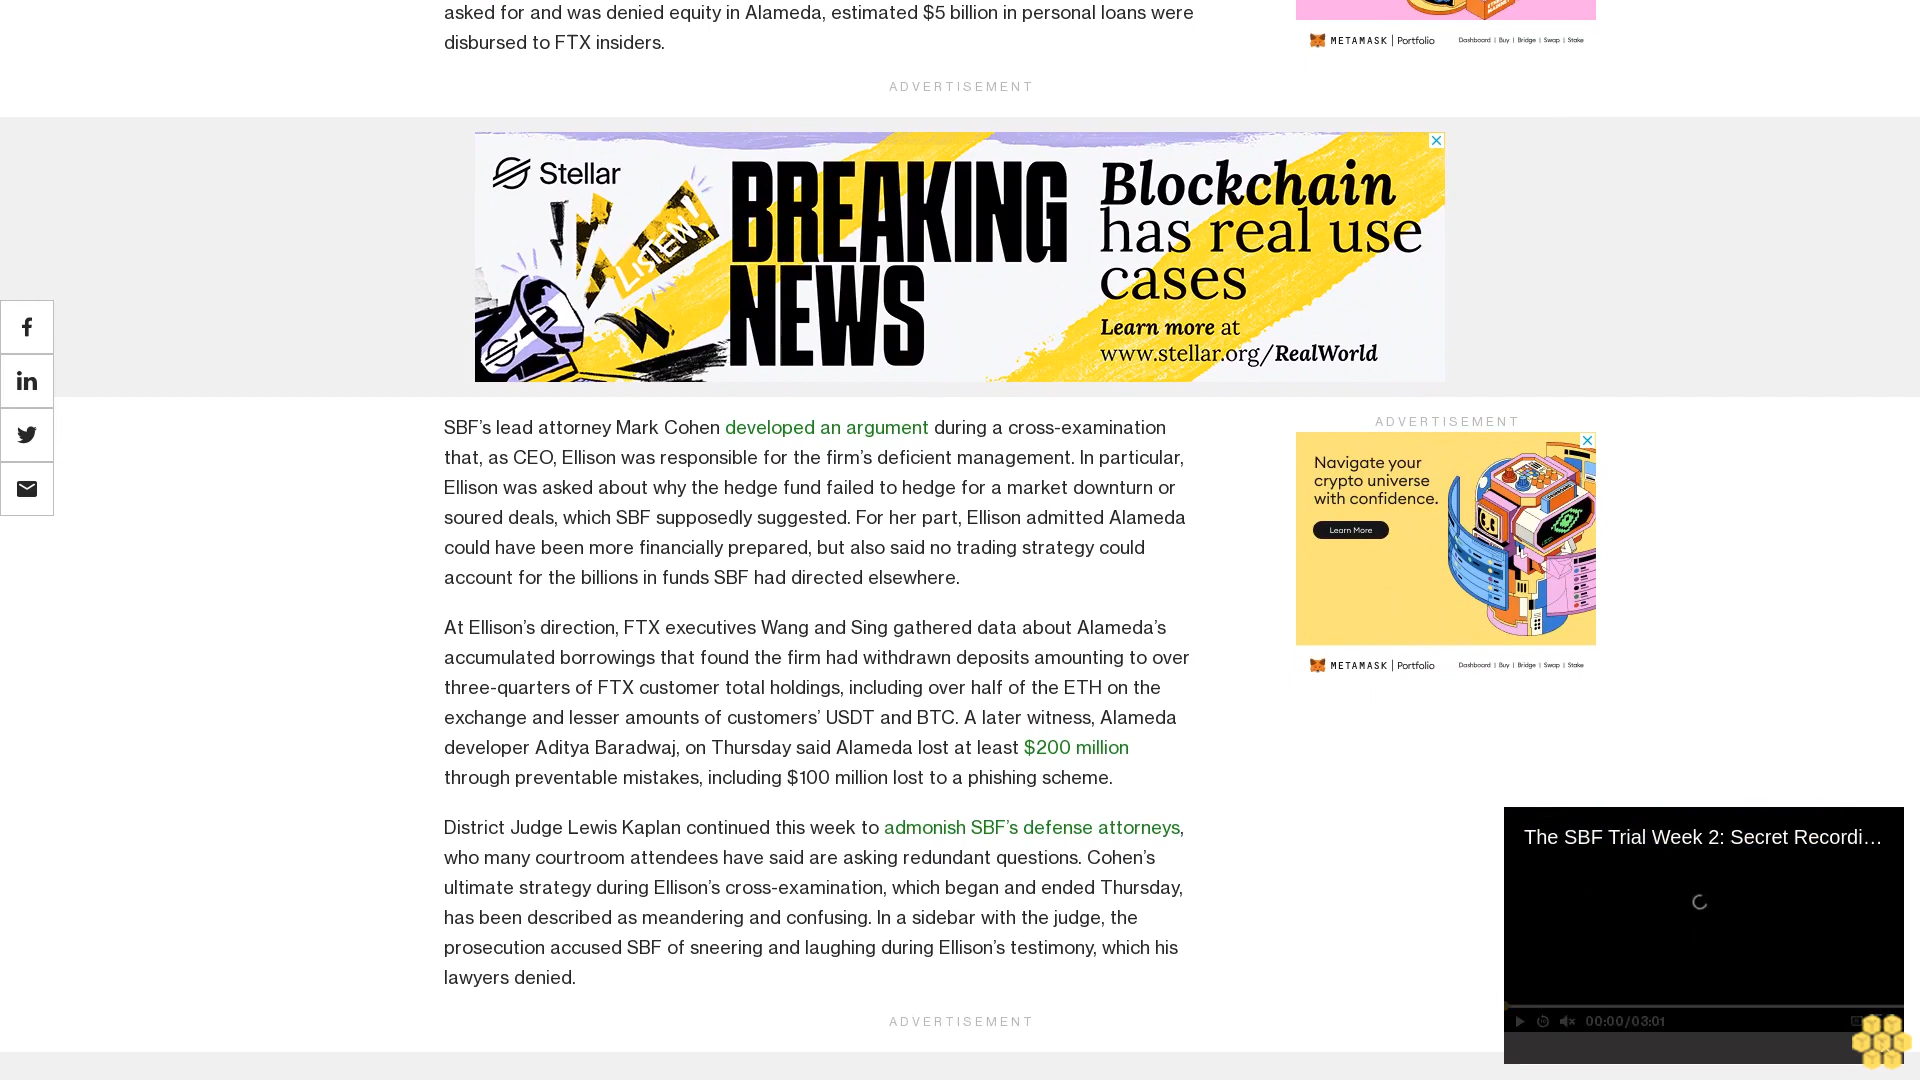 asked for and was denied equity in Alameda, estimated $5 billion in personal loans were
disbursed to FTX insiders.
METAMASK | Portfolio
Dashboard | Buy | Bridge | Swap | Stake
ADVERTISEMENT
Stellar
LISTEN!
BREAKING
NEWS
Blockchain
has real use
cases
Learn more at
www.stellar.org/RealWorld
SBF’s lead attorney Mark Cohen developed an argument during a cross-examination
that, as CEO, Ellison was responsible for the firm’s deficient management. In particular,
Ellison was asked about why the hedge fund failed to hedge for a market downturn or
soured deals, which SBF supposedly suggested. For her part, Ellison admitted Alameda
could have been more financially prepared, but also said no trading strategy could
account for the billions in funds SBF had directed elsewhere.
At Ellison’s direction, FTX executives Wang and Sing gathered data about Alameda’s
accumulated borrowings that found the firm had withdrawn deposits amounting to over
three-quarters of FTX customer total holdings, including over half of the ETH on the
exchange and lesser amounts of customers’ USDT and BTC. A later witness, Alameda
developer Aditya Baradwaj, on Thursday said Alameda lost at least $200 million
through preventable mistakes, including $100 million lost to a phishing scheme.
District Judge Lewis Kaplan continued this week to admonish SBF’s defense attorneys,
who many courtroom attendees have said are asking redundant questions. Cohen’s
ultimate strategy during Ellison’s cross-examination, which began and ended Thursday,
has been described as meandering and confusing. In a sidebar with the judge, the
prosecution accused SBF of sneering and laughing during Ellison’s testimony, which his
lawyers denied.
ADVERTISEMENT
ADVERTISEMENT
Navigate your
crypto universe
with confidence.
Learn More
METAMASK | Portfolio
Dashboard | Buy | Bridge | Swap | Stake
The SBF Trial Week 2: Secret Recordi...
00:00/03:01